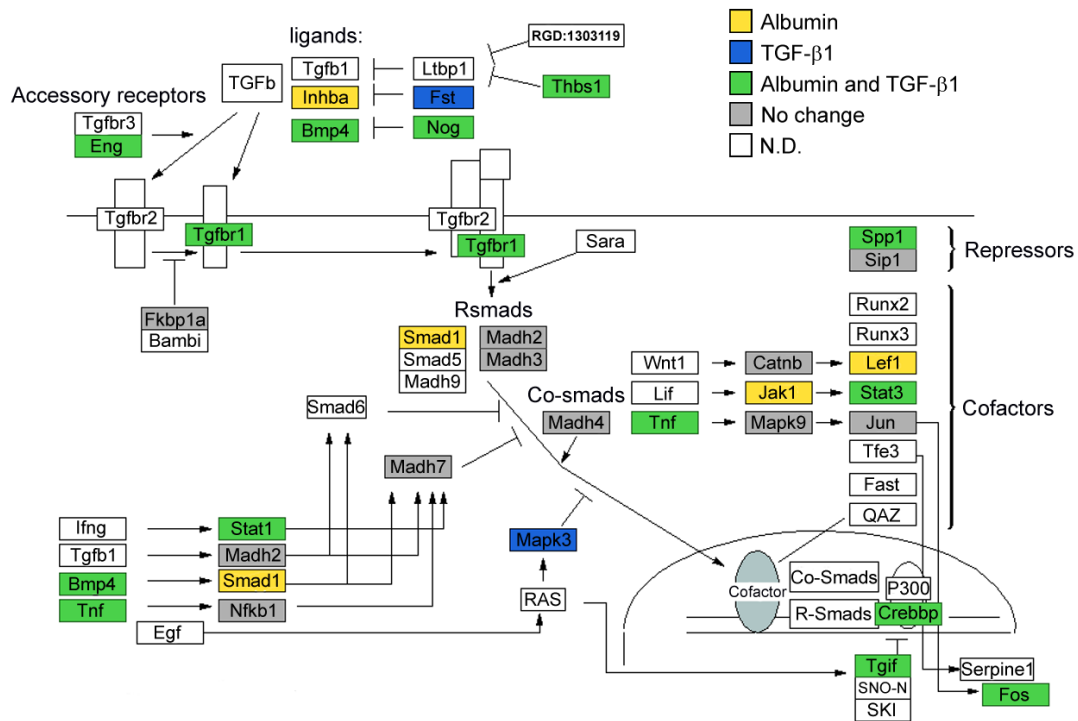 ligands:
RGD:1303119
Albumin
TGF-β1
Albumin and TGF-β1
No change
N.D.
TGFb
Tgfb1
Ltbp1
Thbs1
Accessory receptors
Inhba
Fst
Tgfbr3
Eng
Bmp4
Nog
Tgfbr2
Tgfbr1
Tgfbr2
Tgfbr1
Sara
Spp1
Sip1
Repressors
Fkbp1a
Bambi
Rsmads
Smad1
Smad5
Madh9
Madh2
Madh3
Runx2
Runx3
Wnt1
Catnb
Lef1
Co-smads
Lif
Jak1
Stat3
Cofactors
Smad6
Madh4
Tnf
Mapk9
Jun
Madh7
Tfe3
Fast
QAZ
Ifng
Stat1
Tgfb1
Madh2
Bmp4
Smad1
Tnf
Nfkb1
Egf
Mapk3
RAS
Cofactor
Co-Smads
R-Smads
P300
Crebbp
Tgif
SNO-N
SKI
Serpine1
Fos